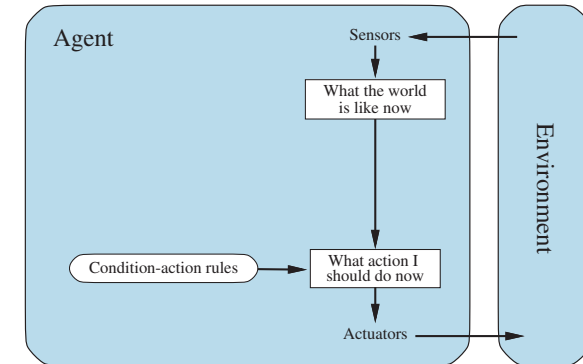 Agent
Sensors
What the world
is like now
Environment
Condition-action rules
What action I
should do now
Actuators